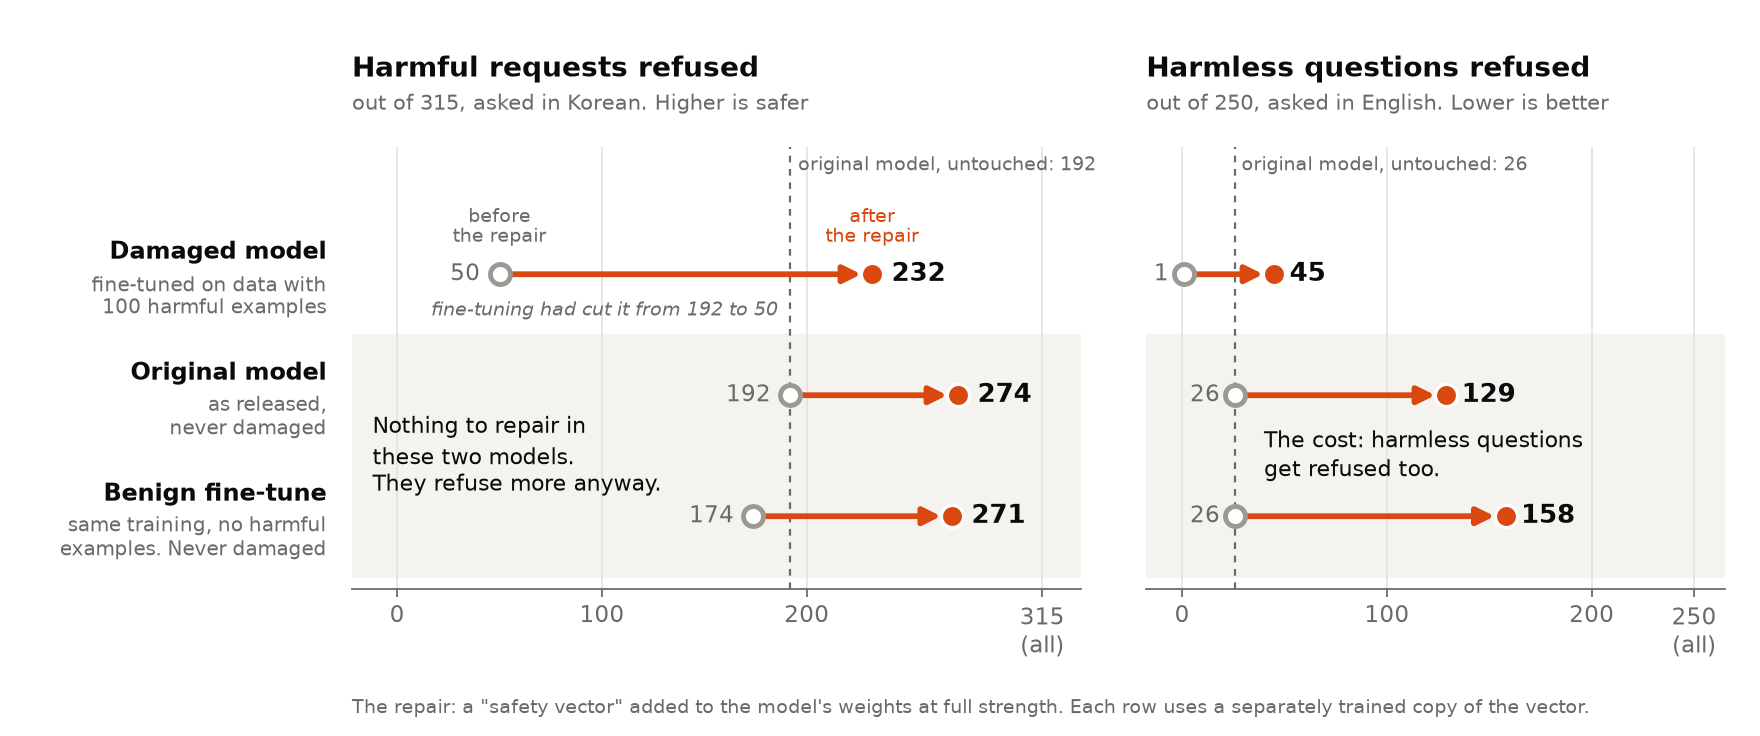 Harmful requests refused
out of 315, asked in Korean. Higher is safer
Harmless questions refused
out of 250, asked in English. Lower is better
original model, untouched: 192
original model, untouched: 26
before
the repair
after
the repair
Damaged model
fine-tuned on data with
100 harmful examples
50
232
fine-tuning had cut it from 192 to 50
1
45
Original model
as released,
never damaged
192
274
26
129
Nothing to repair in
these two models.
They refuse more anyway.
The cost: harmless questions
get refused too.
Benign fine-tune
same training, no harmful
examples. Never damaged
174
271
26
158
0
100
200
315
(all)
0
100
200
250
(all)
The repair: a "safety vector" added to the model's weights at full strength. Each row uses a separately trained copy of the vector.